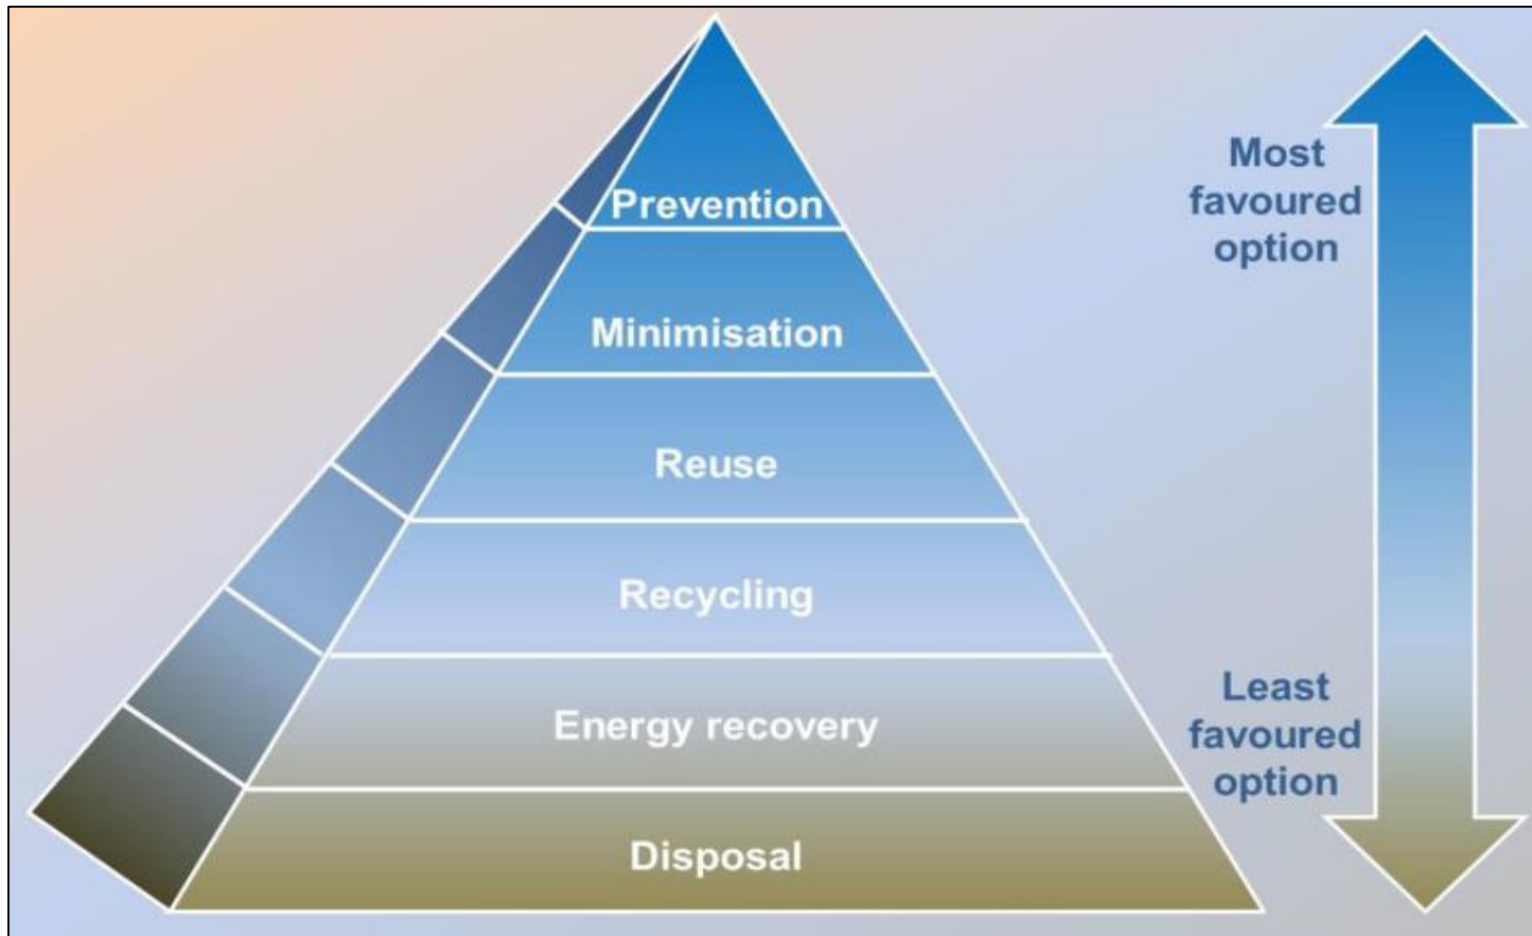 Prevention
Minimisation
Reuse
Recycling
Energy recovery
Disposal
Most
favoured
option
Least
favoured
option